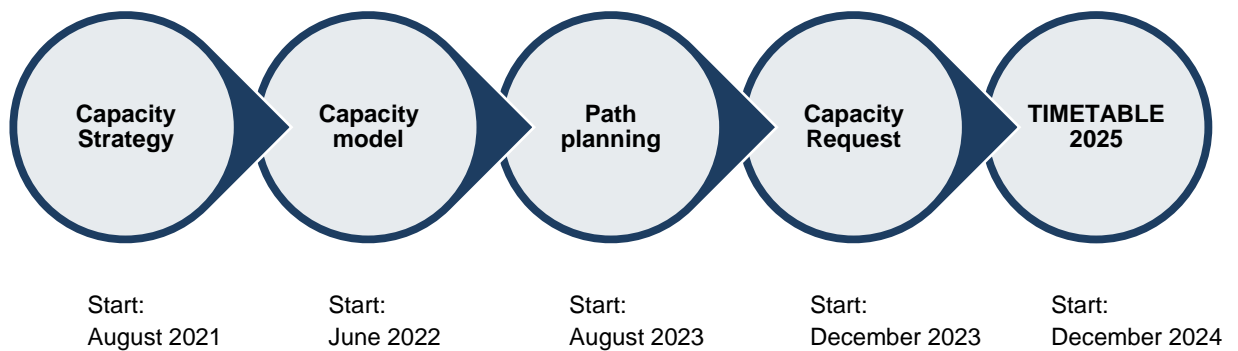 Capacity
Strategy
Capacity
model
Path
planning
Capacity
Request
TIMETABLE
2025
Start:
August 2021
Start:
June 2022
Start:
August 2023
Start:
December 2023
Start:
December 2024